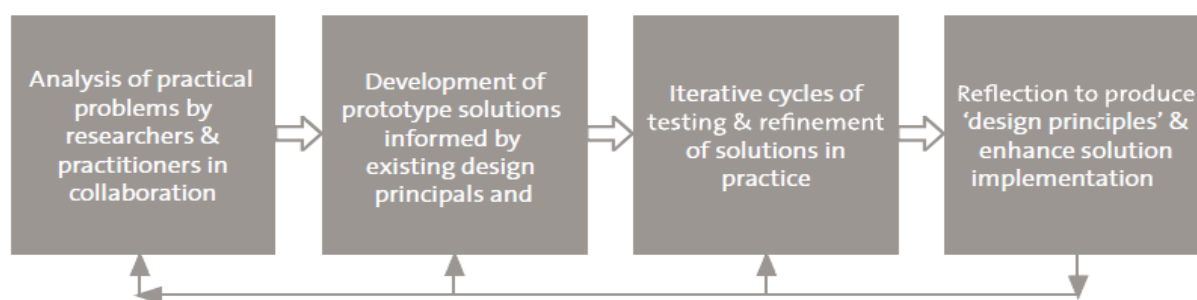 Analysis of practical
problems by
researchers &
practitioners in
collaboration
Development of
prototype solutions
informed by
existing design
principals and
Iterative cycles of
testing & refinement
of solutions in
practice
Reflection to produce
‘design principles’ &
enhance solution
implementation